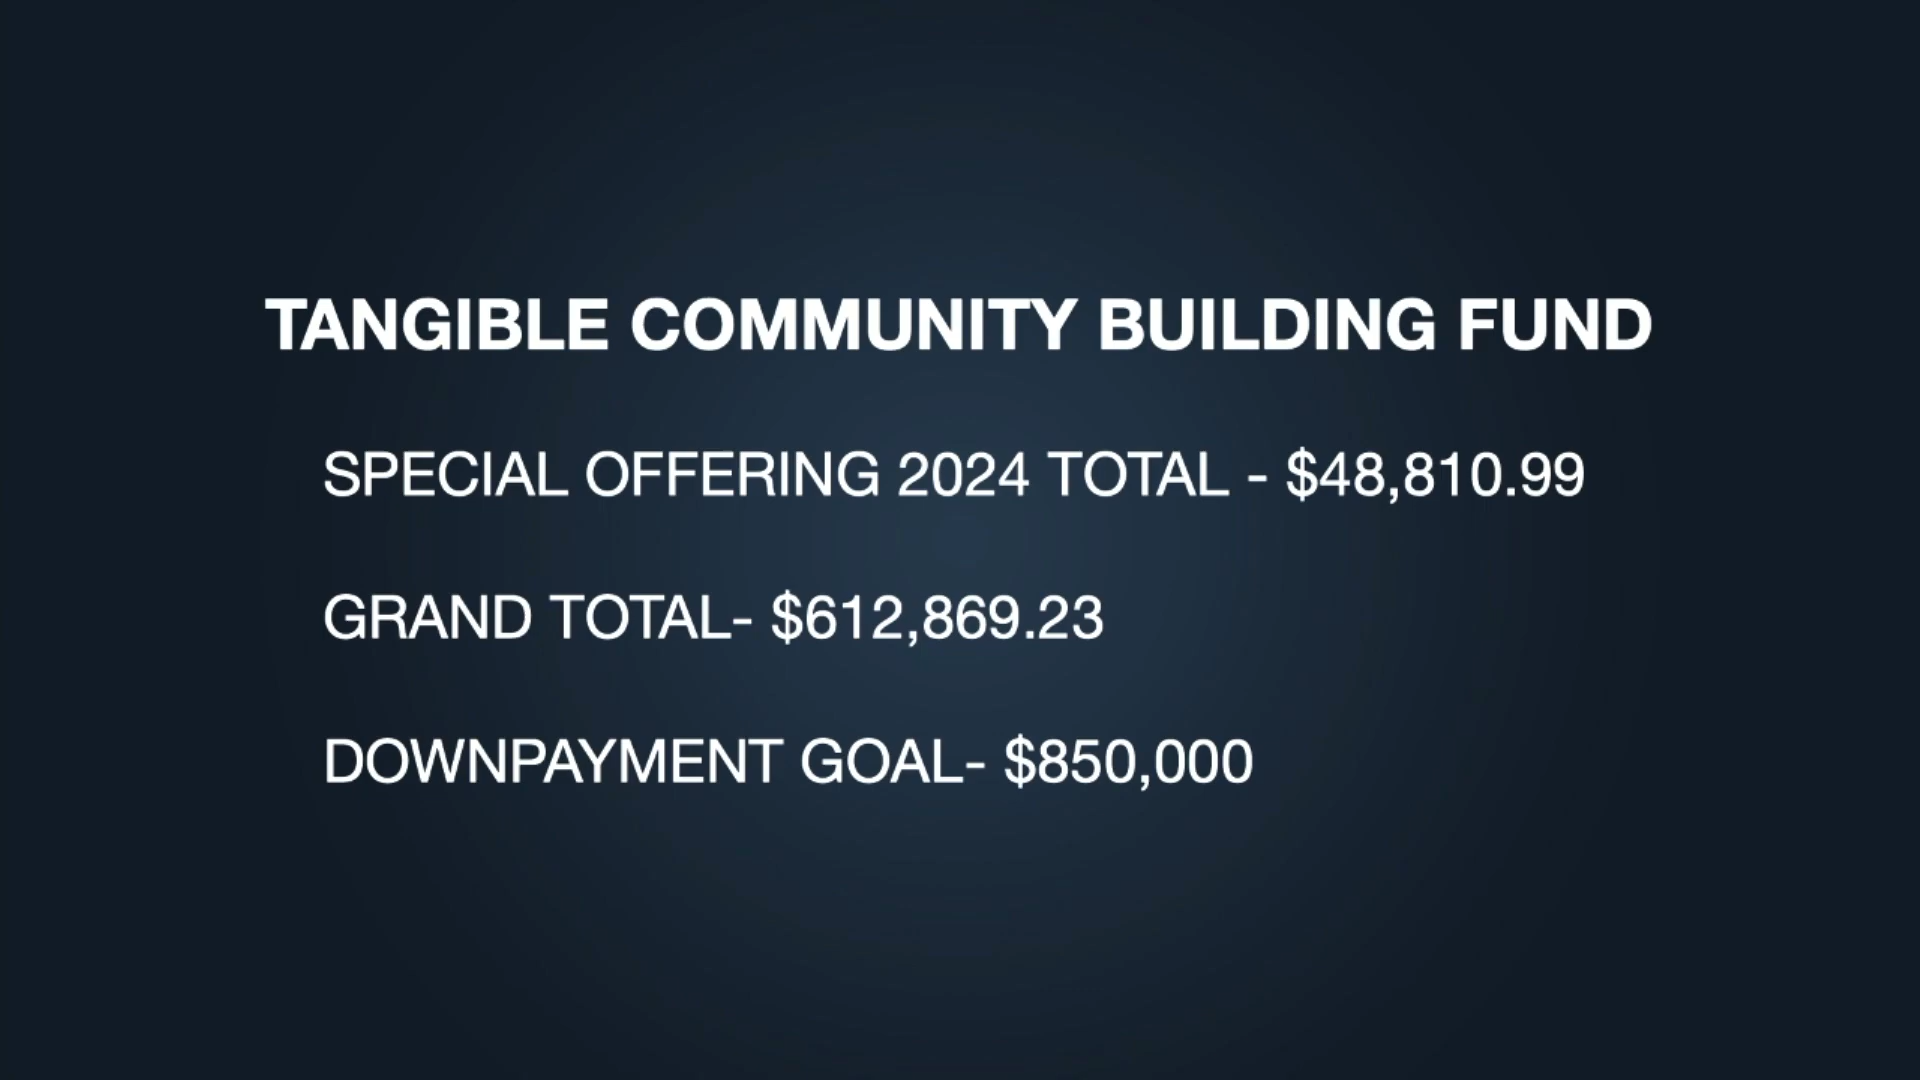 TANGIBLE COMMUNITY BUILDING FUND
SPECIAL OFFERING 2024 TOTAL - $48,810.99
GRAND TOTAL- $612,869.23
DOWNPAYMENT GOAL- $850,000